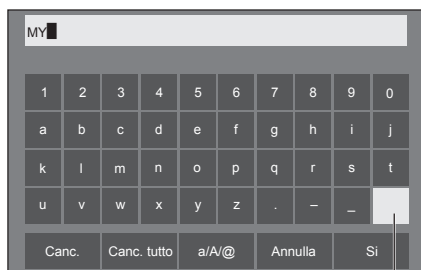 MY
1 2 3 4 5 6 7 8 9 0
a b c d e f g h i j
k l m n o p q r s t
u v w x y z . – _
Canc. Canc. tutto a/A/@ Annulla Sì